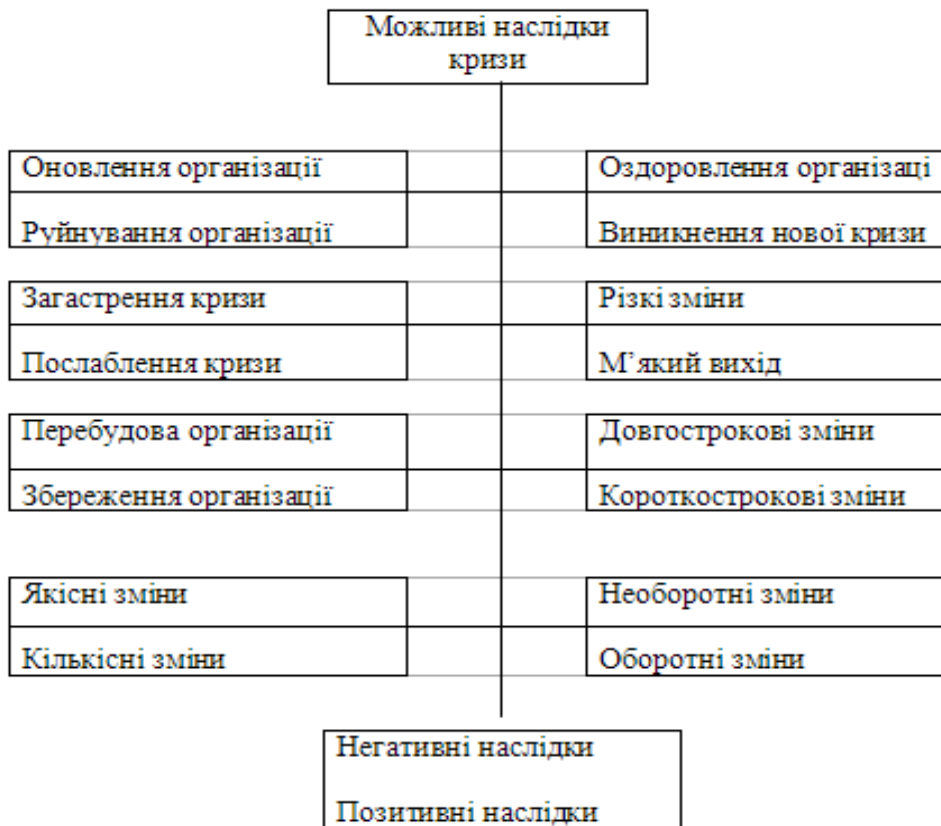 Можливі наслідки
кризи
Оновлення організації
Оздоровлення організаці
Руйнування організації
Виникнення нової кризи
Загастрення кризи
Різкі зміни
Послаблення кризи
М’який вихід
Перебудова організації
Довгострокові зміни
Збереження організації
Короткострокові зміни
Якісні зміни
Необоротні зміни
Кількісні зміни
Оборотні зміни
Негативні наслідки
Позитивні наслідки